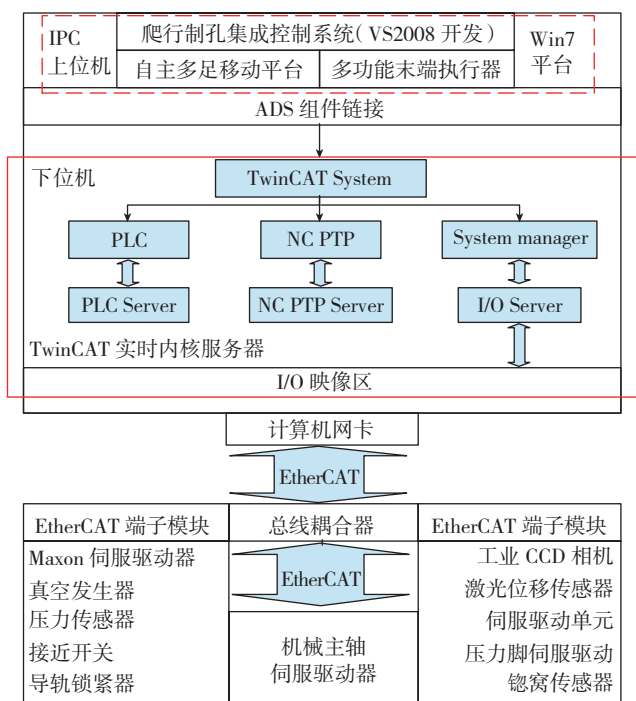 IPC
上位机
爬行制孔集成控制系统(VS2008 开发)
自主多足移动平台
多功能末端执行器
Win7
平台
ADS 组件链接
下位机
TwinCAT System
PLC
NC PTP
System manager
PLC Server
NC PTP Server
I/O Server
TwinCAT 实时内核服务器
I/O 映像区
计算机网卡
EtherCAT
EtherCAT 端子模块
总线耦合器
EtherCAT 端子模块
Maxon 伺服驱动器
真空发生器
压力传感器
接近开关
导轨锁紧器
EtherCAT
机械主轴
伺服驱动器
工业 CCD 相机
激光位移传感器
伺服驱动单元
压力脚伺服驱动
锪窝传感器